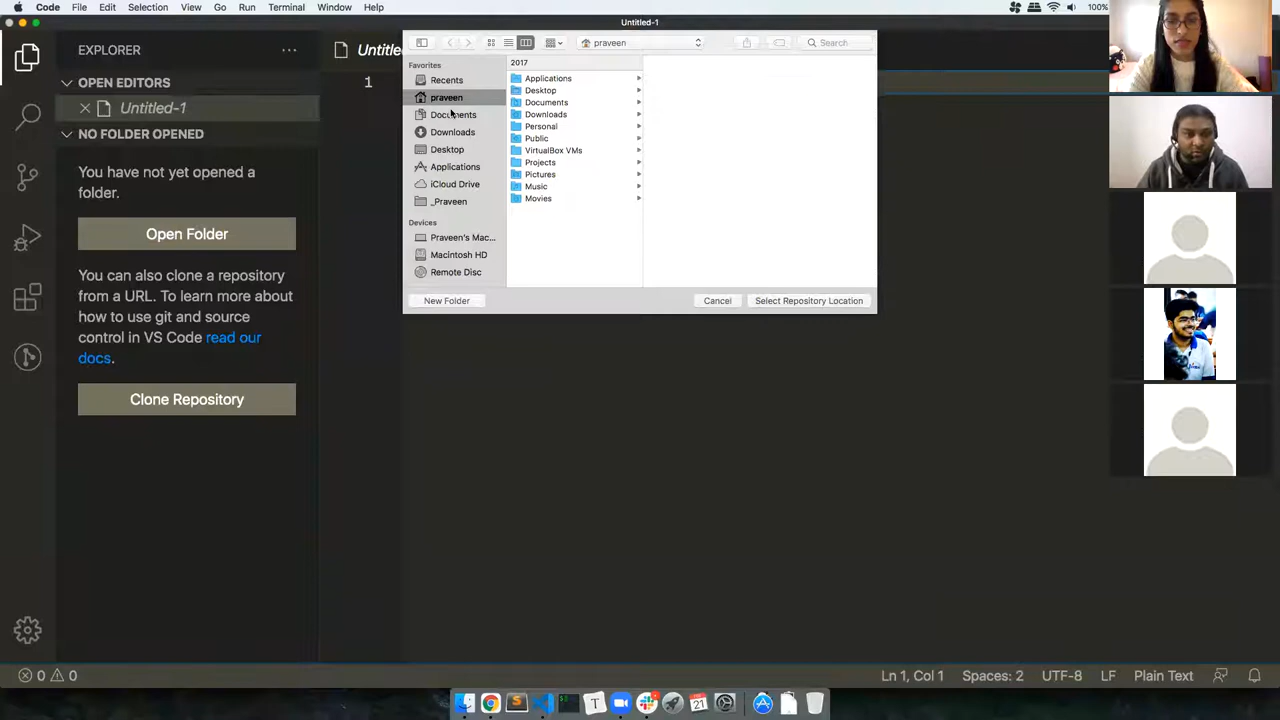 Code File Edit Selection View Go Run Terminal Window Help 100%
Untitled-1
EXPLORER
OPEN EDITORS
Untitled-1
NO FOLDER OPENED
You have not yet opened a
folder.
Open Folder
You can also clone a repository
from a URL. To learn more about
how to use git and source
control in VS Code read our
docs.
Clone Repository
1
praveen
Search
Favorites
Recents
praveen
Documents
Downloads
Desktop
Applications
iCloud Drive
_Praveen
Devices
Praveen's Mac...
Macintosh HD
Remote Disc
2017
Applications
Desktop
Documents
Downloads
Personal
Public
VirtualBox VMs
Projects
Pictures
Music
Movies
New Folder
Cancel
Select Repository Location
0 0
Ln 1, Col 1
Spaces: 2
UTF-8
LF
Plain Text
21